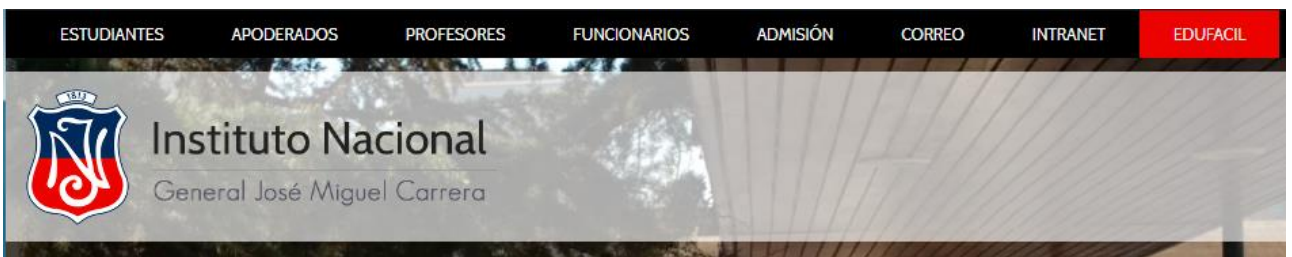 ESTUDIANTES APODERADOS PROFESORES FUNCIONARIOS ADMISIÓN CORREO INTRANET EDUFACIL
1813
Instituto Nacional
General José Miguel Carrera